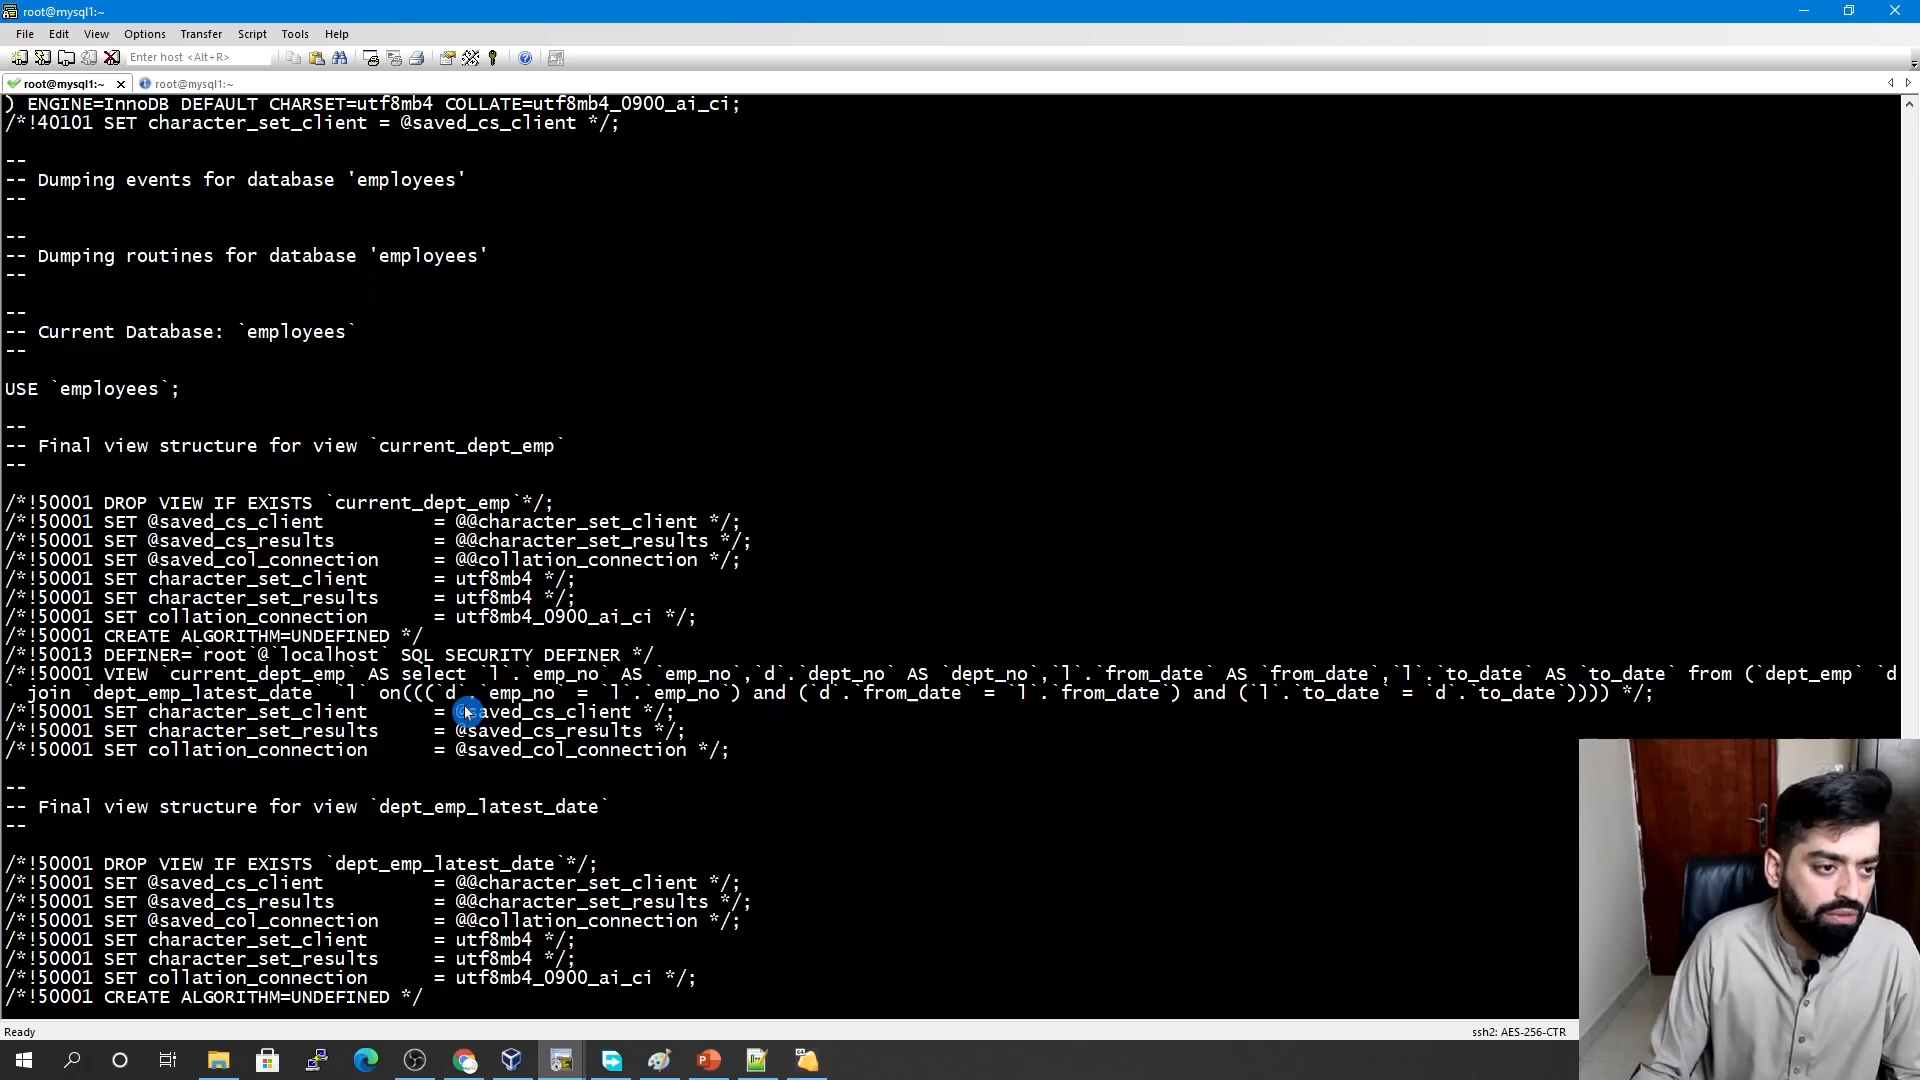 root@mysql1:~
File Edit View Options Transfer Script Tools Help
Enter host <Alt+R>
root@mysql1:~ root@mysql1:~
) ENGINE=InnoDB DEFAULT CHARSET=utf8mb4 COLLATE=utf8mb4_0900_ai_ci;
/*!40101 SET character_set_client = @saved_cs_client */;
--
-- Dumping events for database 'employees'
--
--
-- Dumping routines for database 'employees'
--
--
-- Current Database: `employees`
--
USE `employees`;
--
-- Final view structure for view `current_dept_emp`
--
/*!50001 DROP VIEW IF EXISTS `current_dept_emp`*/;
/*!50001 SET @saved_cs_client          = @@character_set_client */;
/*!50001 SET @saved_cs_results         = @@character_set_results */;
/*!50001 SET @saved_col_connection     = @@collation_connection */;
/*!50001 SET character_set_client      = utf8mb4 */;
/*!50001 SET character_set_results     = utf8mb4 */;
/*!50001 SET collation_connection      = utf8mb4_0900_ai_ci */;
/*!50001 CREATE ALGORITHM=UNDEFINED */
/*!50013 DEFINER=`root`@`localhost` SQL SECURITY DEFINER */
/*!50001 VIEW `current_dept_emp` AS select `l`.`emp_no` AS `emp_no`,`d`.`dept_no` AS `dept_no`,`l`.`from_date` AS `from_date`,`l`.`to_date` AS `to_date` from (`dept_emp` `d
` join `dept_emp_latest_date` `l` on(((`d`.`emp_no` = `l`.`emp_no`) and (`d`.`from_date` = `l`.`from_date`) and (`l`.`to_date` = `d`.`to_date`)))) */;
/*!50001 SET character_set_client      = @saved_cs_client */;
/*!50001 SET character_set_results     = @saved_cs_results */;
/*!50001 SET collation_connection      = @saved_col_connection */;
--
-- Final view structure for view `dept_emp_latest_date`
--
/*!50001 DROP VIEW IF EXISTS `dept_emp_latest_date`*/;
/*!50001 SET @saved_cs_client          = @@character_set_client */;
/*!50001 SET @saved_cs_results         = @@character_set_results */;
/*!50001 SET @saved_col_connection     = @@collation_connection */;
/*!50001 SET character_set_client      = utf8mb4 */;
/*!50001 SET character_set_results     = utf8mb4 */;
/*!50001 SET collation_connection      = utf8mb4_0900_ai_ci */;
/*!50001 CREATE ALGORITHM=UNDEFINED */
Ready ssh2: AES-256-CTR